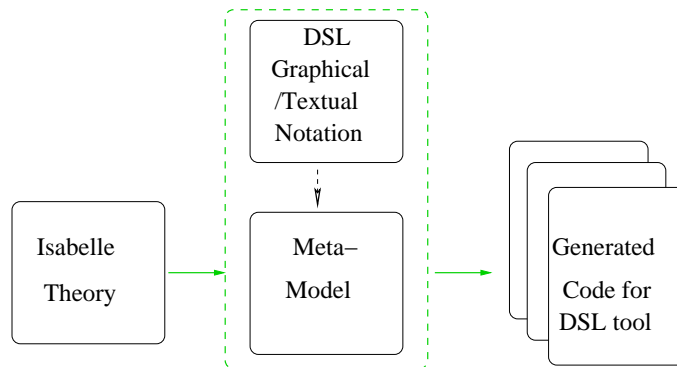 DSL
Graphical
/Textual
Notation
Isabelle
Theory
Meta–
Model
Generated
Code for
DSL tool